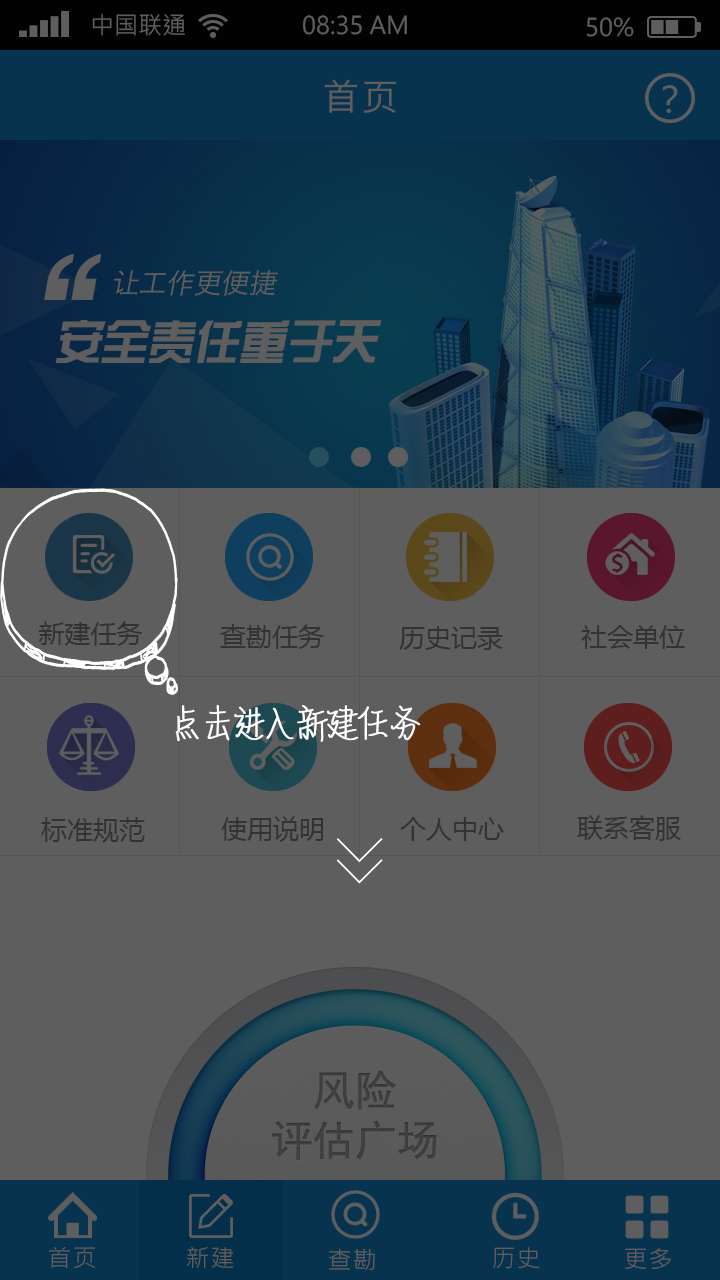 中国联通 08:35 AM 50%
首页 ?
让工作更便捷
安全责任重于天
新建任务 查勘任务 历史记录 社会单位
点击进入新建任务
标准规范 使用说明 个人中心 联系客服
风险
评估广场
首页 新建 查勘 历史 更多